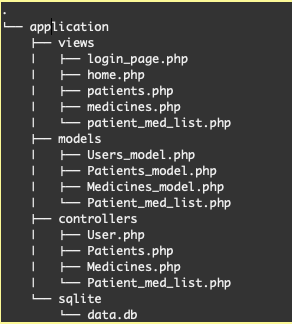 .
└── application
    ├── views
    │   ├── login_page.php
    │   ├── home.php
    │   ├── patients.php
    │   ├── medicines.php
    │   └── patient_med_list.php
    ├── models
    │   ├── Users_model.php
    │   ├── Patients_model.php
    │   ├── Medicines_model.php
    │   └── Patient_med_list.php
    ├── controllers
    │   ├── User.php
    │   ├── Patients.php
    │   ├── Medicines.php
    │   └── Patient_med_list.php
    └── sqlite
        └── data.db